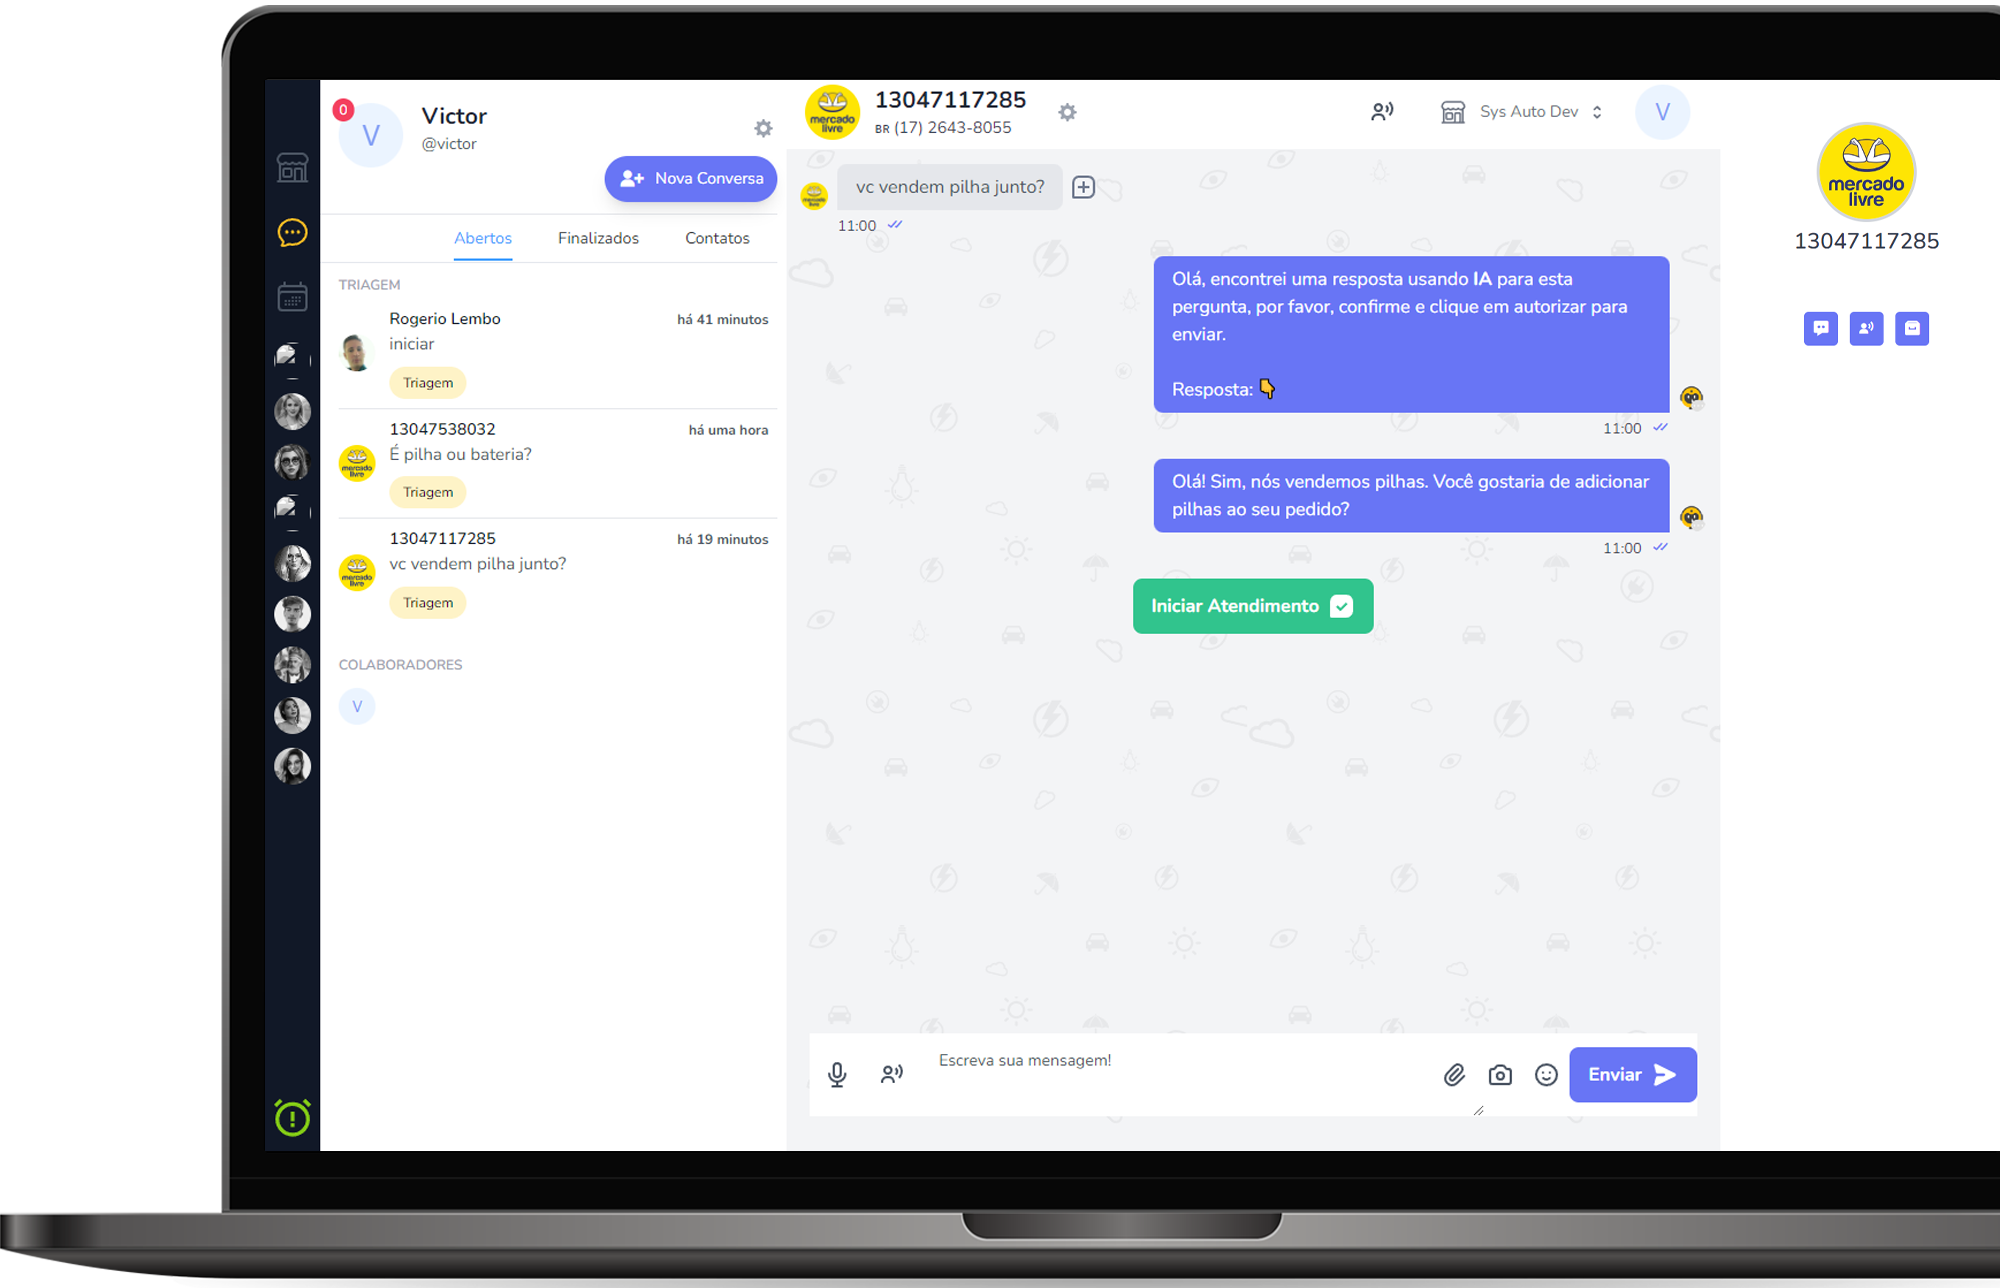 0
V
Victor
@victor
Nova Conversa
Abertos
Finalizados
Contatos
TRIAGEM
Rogerio Lembo
há 41 minutos
iniciar
Triagem
13047538032
há uma hora
É pilha ou bateria?
mercado
livre
Triagem
13047117285
há 19 minutos
vc vendem pilha junto?
mercado
livre
Triagem
COLABORADORES
V
mercado
livre
13047117285
BR (17) 2643-8055
Sys Auto Dev
V
vc vendem pilha junto?
11:00
Olá, encontrei uma resposta usando IA para esta
pergunta, por favor, confirme e clique em autorizar para
enviar.
Resposta: 👇
11:00
Olá! Sim, nós vendemos pilhas. Você gostaria de adicionar
pilhas ao seu pedido?
11:00
Iniciar Atendimento
Escreva sua mensagem!
Enviar
mercado
livre
13047117285